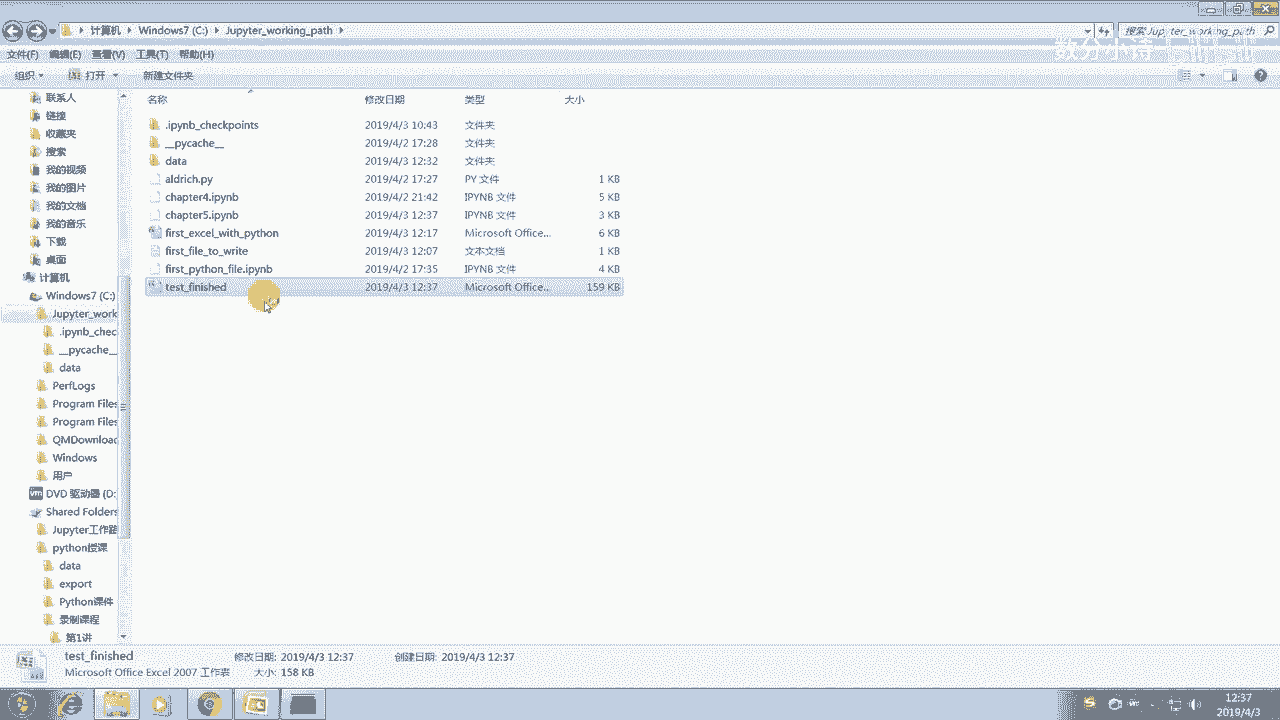 计算机 Windows7 (C:) Jupyter_working_path
搜索 Jupyter_working_path
数分小诗 bilibili
文件(F) 编辑(E) 查看(V) 工具(T) 帮助(H)
组织 打开 新建文件夹
名称 修改日期 类型 大小
.ipynb_checkpoints 2019/4/3 10:43 文件夹
__pycache__ 2019/4/2 17:28 文件夹
data 2019/4/3 12:32 文件夹
aldrich.py 2019/4/2 17:27 PY 文件 1 KB
chapter4.ipynb 2019/4/2 21:42 IPYNB 文件 5 KB
chapter5.ipynb 2019/4/3 12:37 IPYNB 文件 3 KB
first_excel_with_python 2019/4/3 12:17 Microsoft Office... 6 KB
first_file_to_write 2019/4/3 12:07 文本文档 1 KB
first_python_file.ipynb 2019/4/2 17:35 IPYNB 文件 4 KB
test_finished 2019/4/3 12:37 Microsoft Office... 159 KB
联系人
链接
收藏夹
搜索
我的视频
我的图片
我的文档
我的音乐
下载
桌面
计算机
Windows7 (C:)
Jupyter_work
.ipynb_chec
__pycache__
data
PerfLogs
Program Files
Program Files
QMDownload
Windows
用户
DVD 驱动器 (D:
Shared Folders
Jupyter工作路
python授课
data
export
Python课件
录制课程
第1讲
test_finished 修改日期: 2019/4/3 12:37 创建日期: 2019/4/3 12:37
Microsoft Office Excel 2007 工作表 大小: 158 KB
12:37
2019/4/3